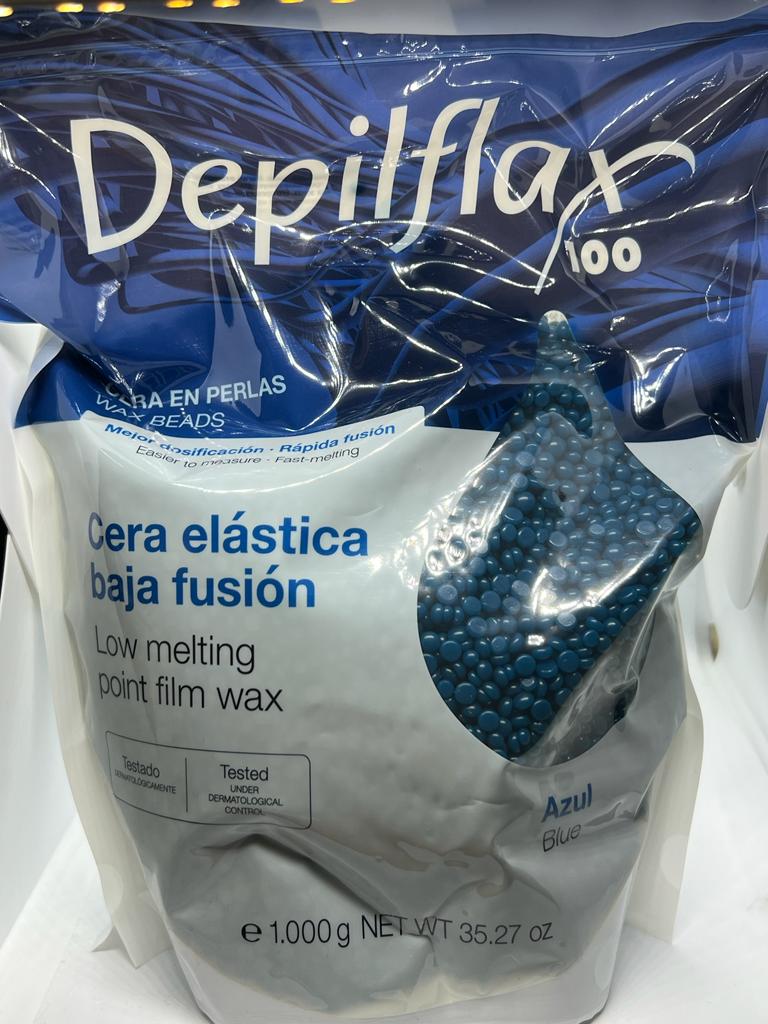 Depilflax
100
CERA EN PERLAS
WAX BEADS
Mejor dosificación · Rápida fusión
Easier to measure · Fast-melting
Cera elástica
baja fusión
Low melting
point film wax
Testado
DERMATOLÓGICAMENTE
Tested
UNDER
DERMATOLOGICAL
CONTROL
Azul
Blue
℮ 1.000 g NET WT 35.27 oz